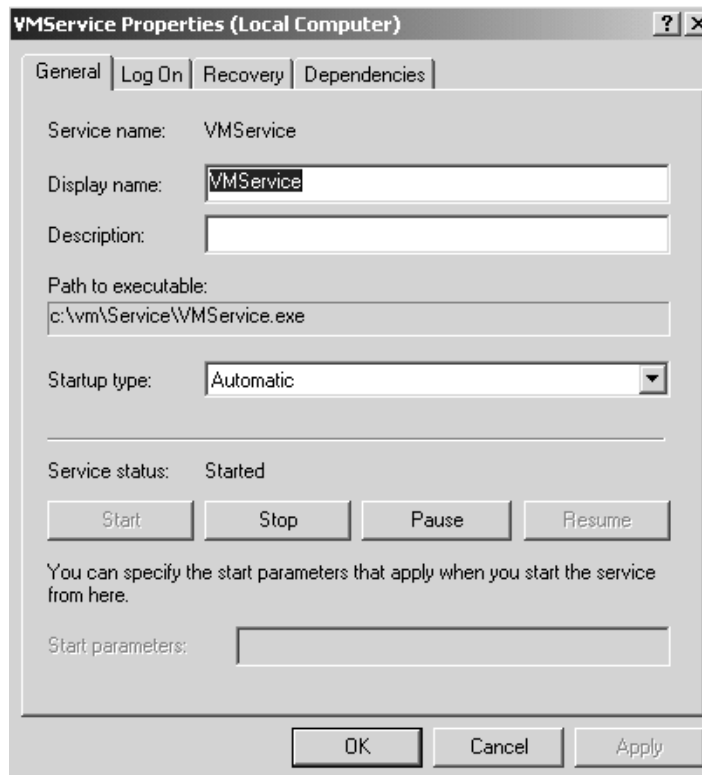 VMService Properties (Local Computer)
General Log On Recovery Dependencies
Service name: VMService
Display name: VMService
Description:
Path to executable:
c:\vm\Service\VMService.exe
Startup type: Automatic
Service status: Started
Start Stop Pause Resume
You can specify the start parameters that apply when you start the service
from here.
Start parameters:
OK Cancel Apply